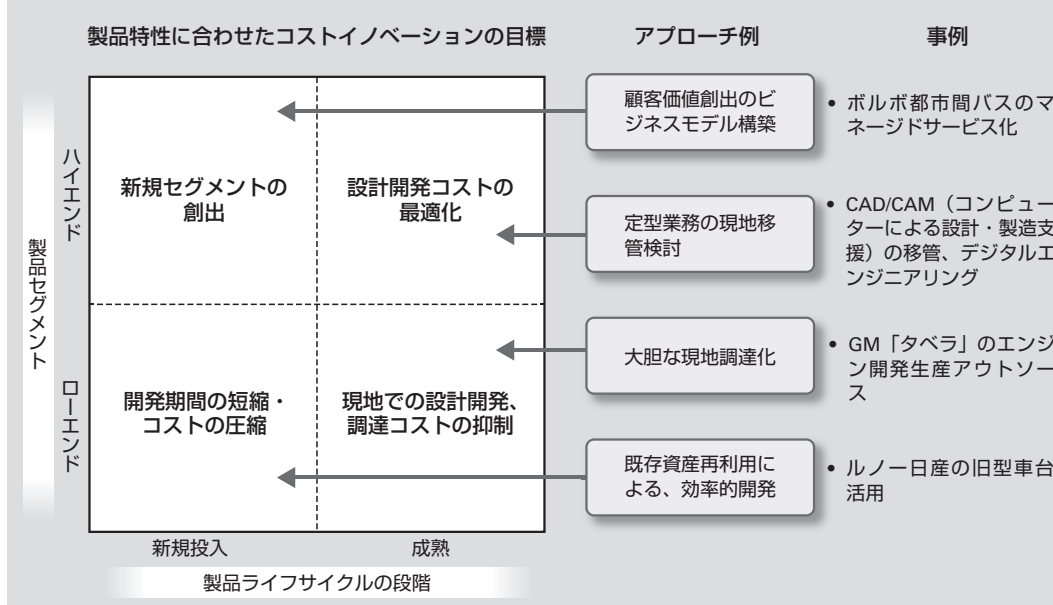 製品特性に合わせたコストイノベーションの目標
アプローチ例
事例
製品セグメント
ハイエンド
ローエンド
新規セグメントの
創出
設計開発コストの
最適化
開発期間の短縮・
コストの圧縮
現地での設計開発、
調達コストの抑制
新規投入
成熟
製品ライフサイクルの段階
顧客価値創出のビ
ジネスモデル構築
• ボルボ都市間バスのマ
ネージドサービス化
定型業務の現地移
管検討
• CAD/CAM（コンピュー
ターによる設計・製造支
援）の移管、デジタルエ
ンジニアリング
大胆な現地調達化
• GM「タベラ」のエンジ
ン開発生産アウトソー
ス
既存資産再利用に
よる、効率的開発
• ルノー日産の旧型車台
活用